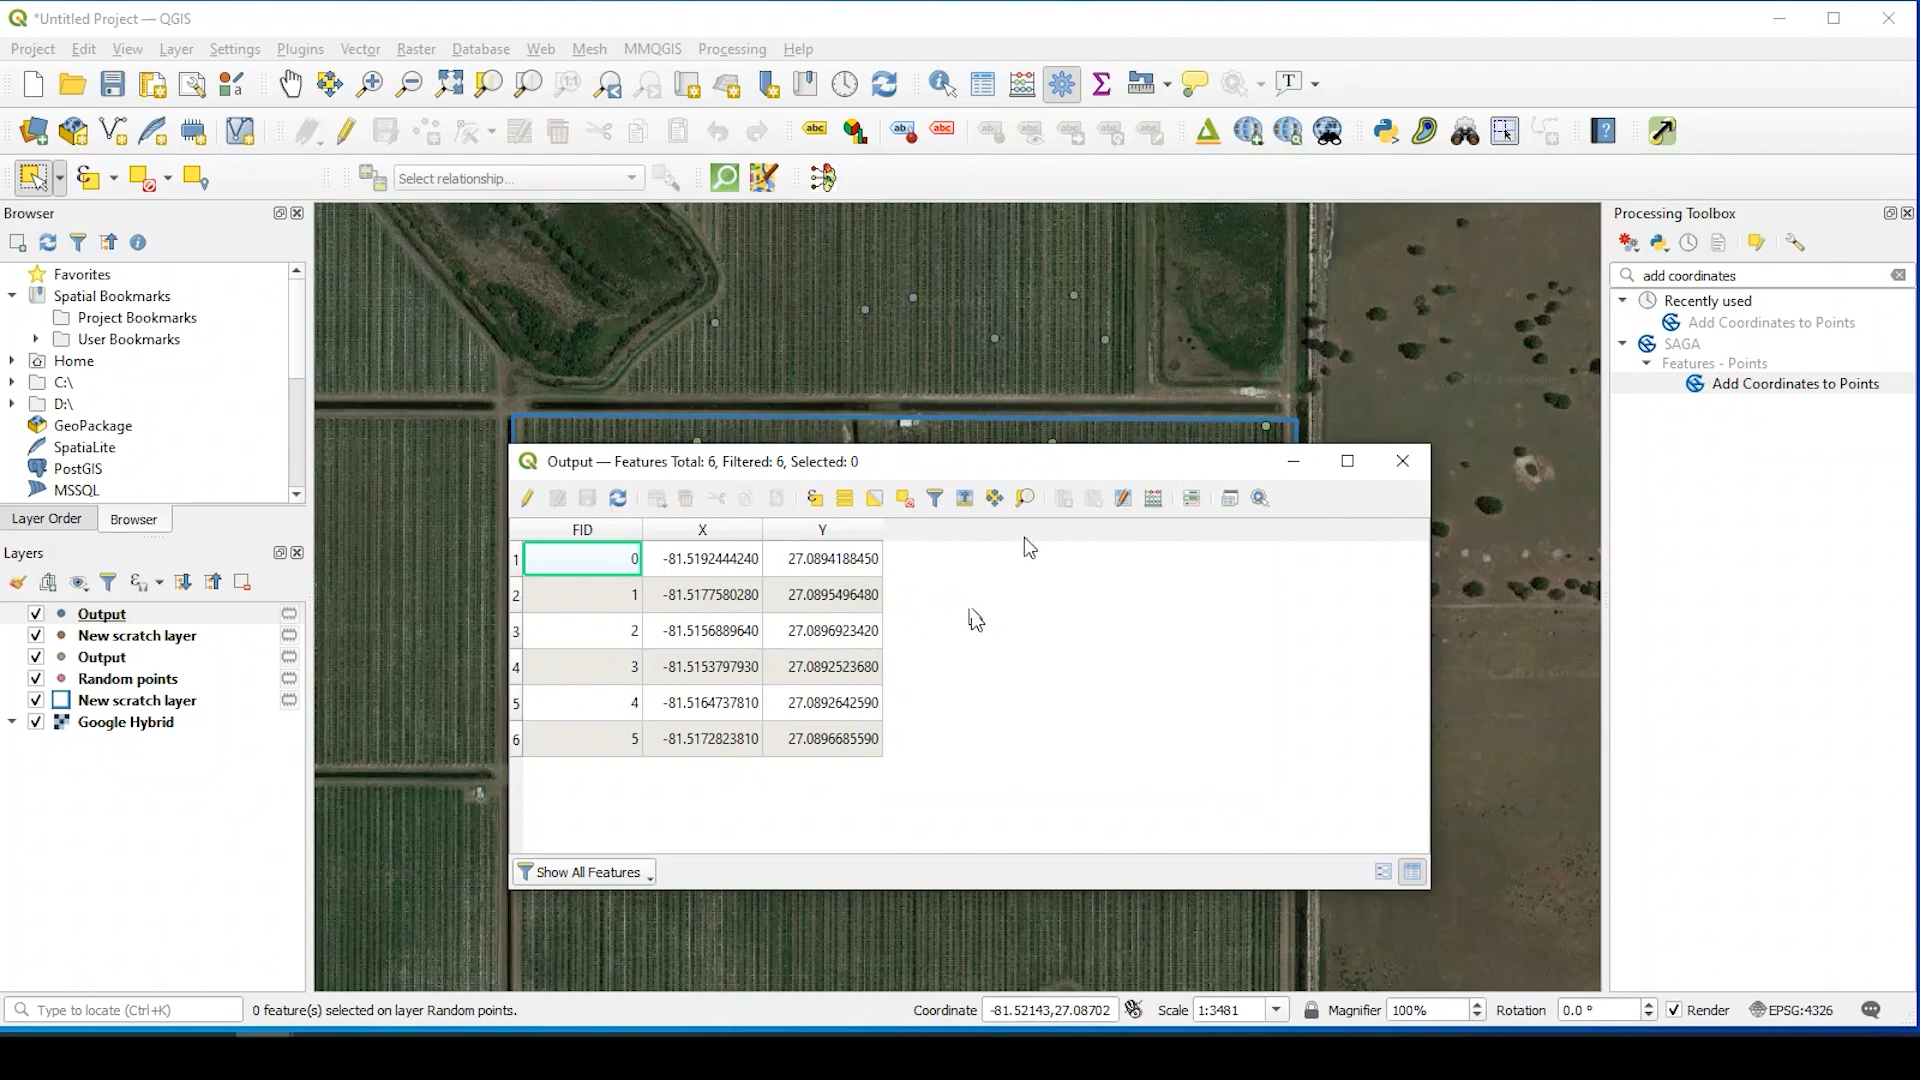 *Untitled Project — QGIS
Project Edit View Layer Settings Plugins Vector Raster Database Web Mesh MMQGIS Processing Help
abc ab abc T
Select relationship...
Browser
Favorites
Spatial Bookmarks
Project Bookmarks
User Bookmarks
Home
C:\
D:\
GeoPackage
SpatiaLite
PostGIS
MSSQL
Layer Order Browser
Layers
Output
New scratch layer
Output
Random points
New scratch layer
Google Hybrid
Output — Features Total: 6, Filtered: 6, Selected: 0
FID X Y
1 0 -81.5192444240 27.0894188450
2 1 -81.5177580280 27.0895496480
3 2 -81.5156889640 27.0896923420
4 3 -81.5153797930 27.0892523680
5 4 -81.5164737810 27.0892642590
6 5 -81.5172823810 27.0896685590
Show All Features
Processing Toolbox
add coordinates
Recently used
Add Coordinates to Points
SAGA
Features - Points
Add Coordinates to Points
Type to locate (Ctrl+K) 0 feature(s) selected on layer Random points. Coordinate -81.52143,27.08702 Scale 1:3481 Magnifier 100% Rotation 0.0 ° Render EPSG:4326